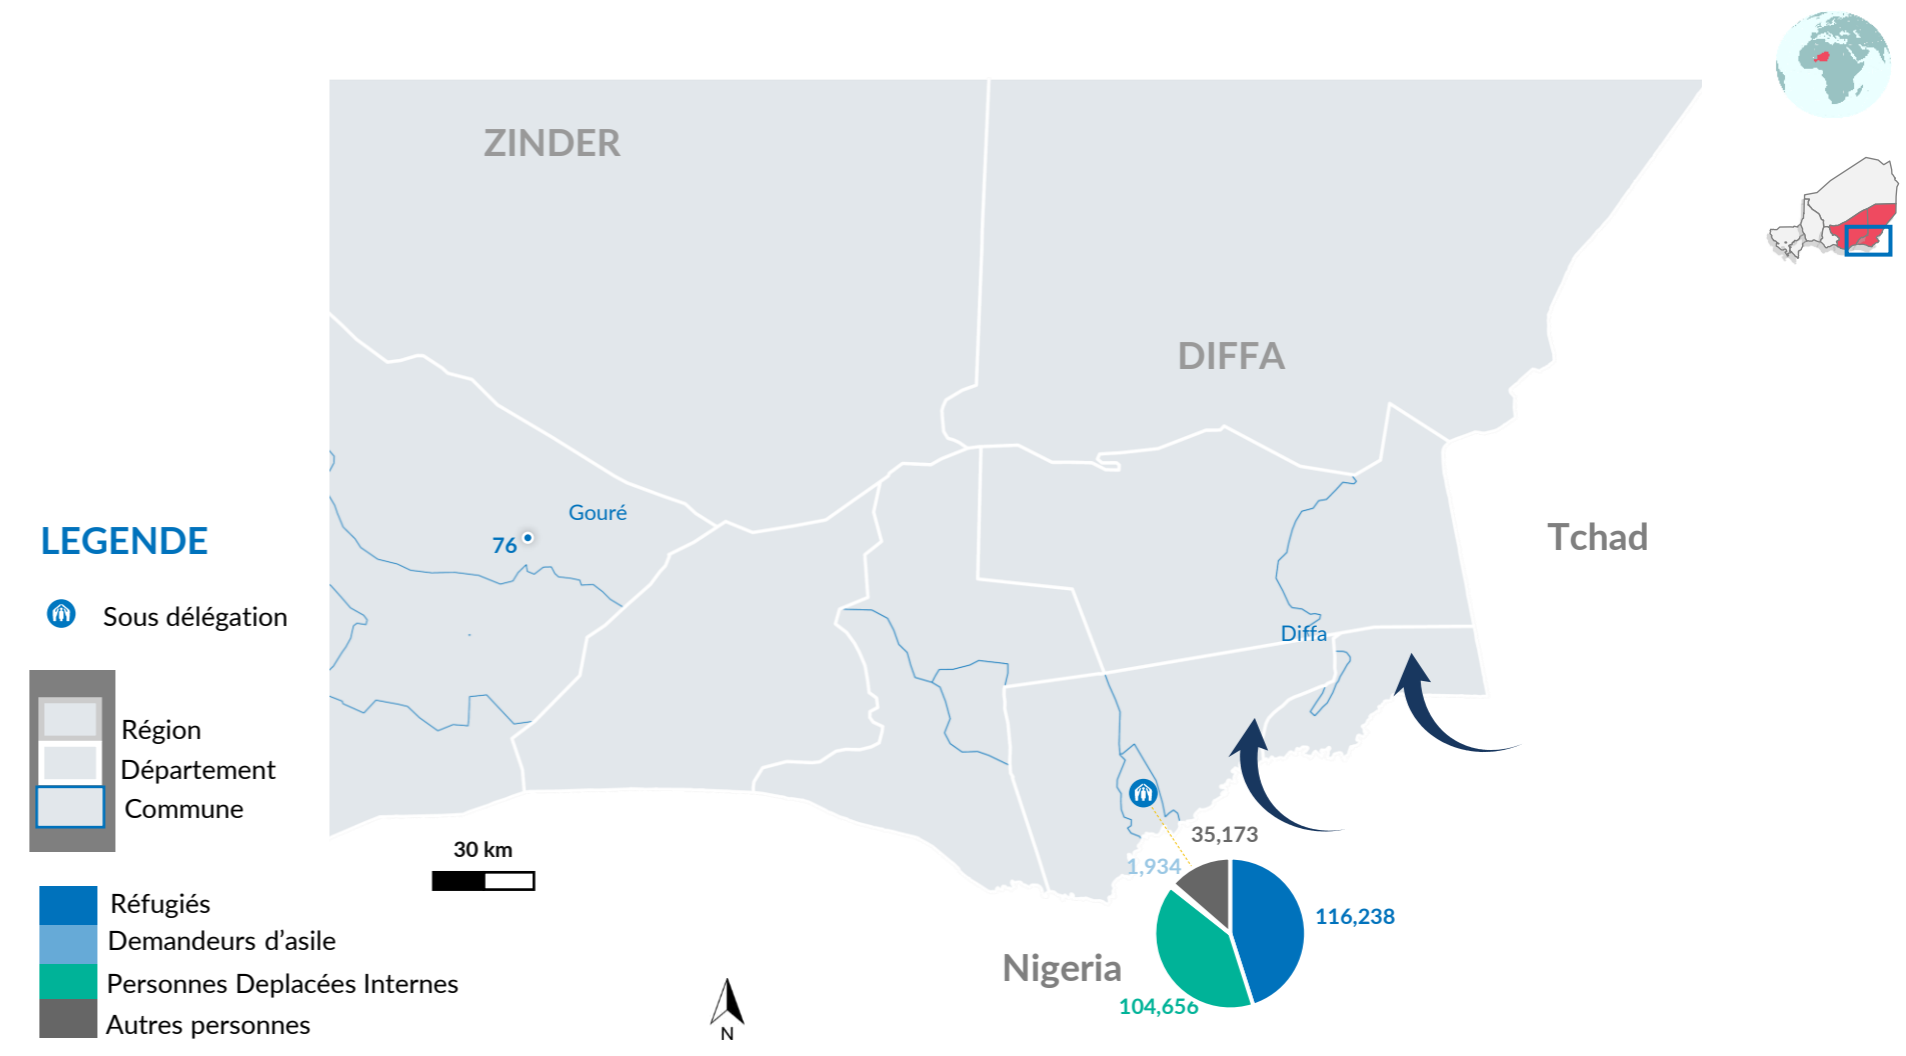 ZINDER
DIFFA
Tchad
Gouré
76
Diffa
LEGENDE
Sous délégation
Région
Département
Commune
30 km
35,173
1,934
116,238
Nigeria
104,656
Réfugiés
Demandeurs d'asile
Personnes Deplacées Internes
Autres personnes
N